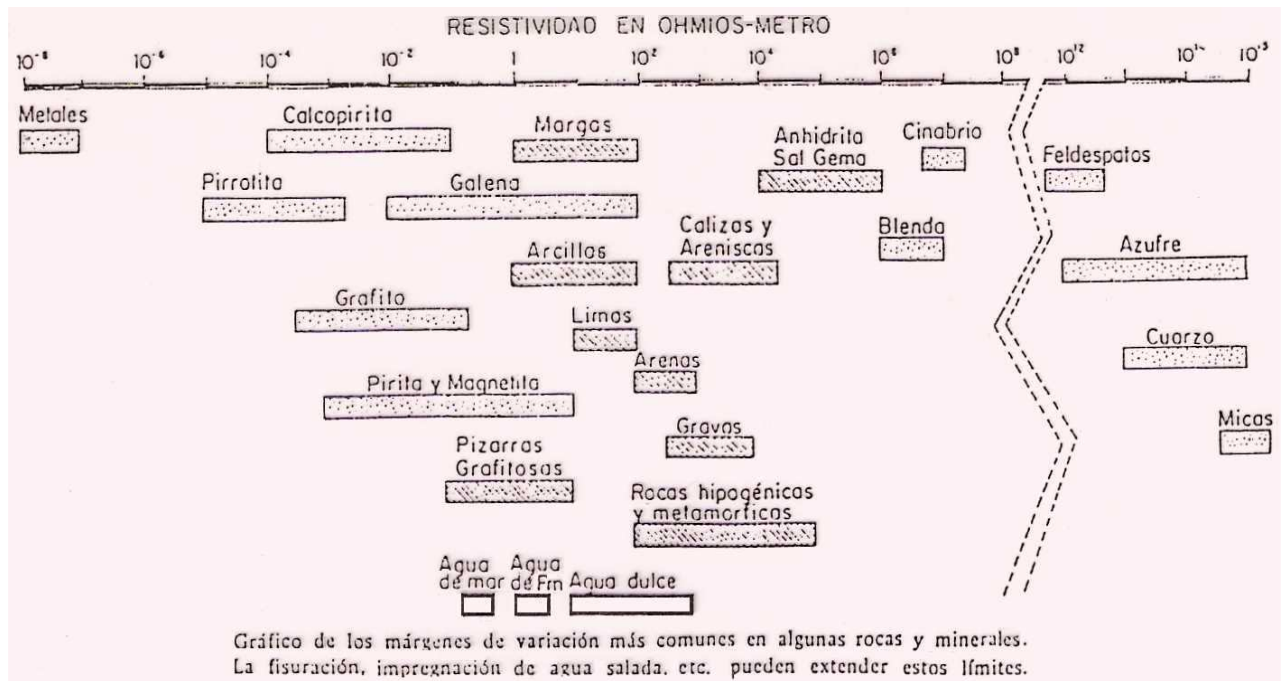 RESISTIVIDAD EN OHMIOS-METRO
10⁻⁸ 10⁻⁶ 10⁻⁴ 10⁻² 1 10² 10⁴ 10⁶ 10⁸ 10¹² 10¹⁴ 10⁻⁵
Metales
Calcopirita
Margas
Anhidrita
Sal Gema
Cinabrio
Feldespatos
Pirrotita
Galena
Calizas y
Areniscas
Blenda
Azufre
Arcillas
Grafito
Limos
Cuarzo
Arenas
Pirita y Magnetita
Gravas
Micas
Pizarras
Grafitosas
Rocas hipogénicas
y metamorficas
Agua
de mar
Agua
de Fm
Agua dulce
Gráfico de los márgenes de variación más comunes en algunas rocas y minerales.
La fisuración, impregnación de agua salada, etc. pueden extender estos límites.